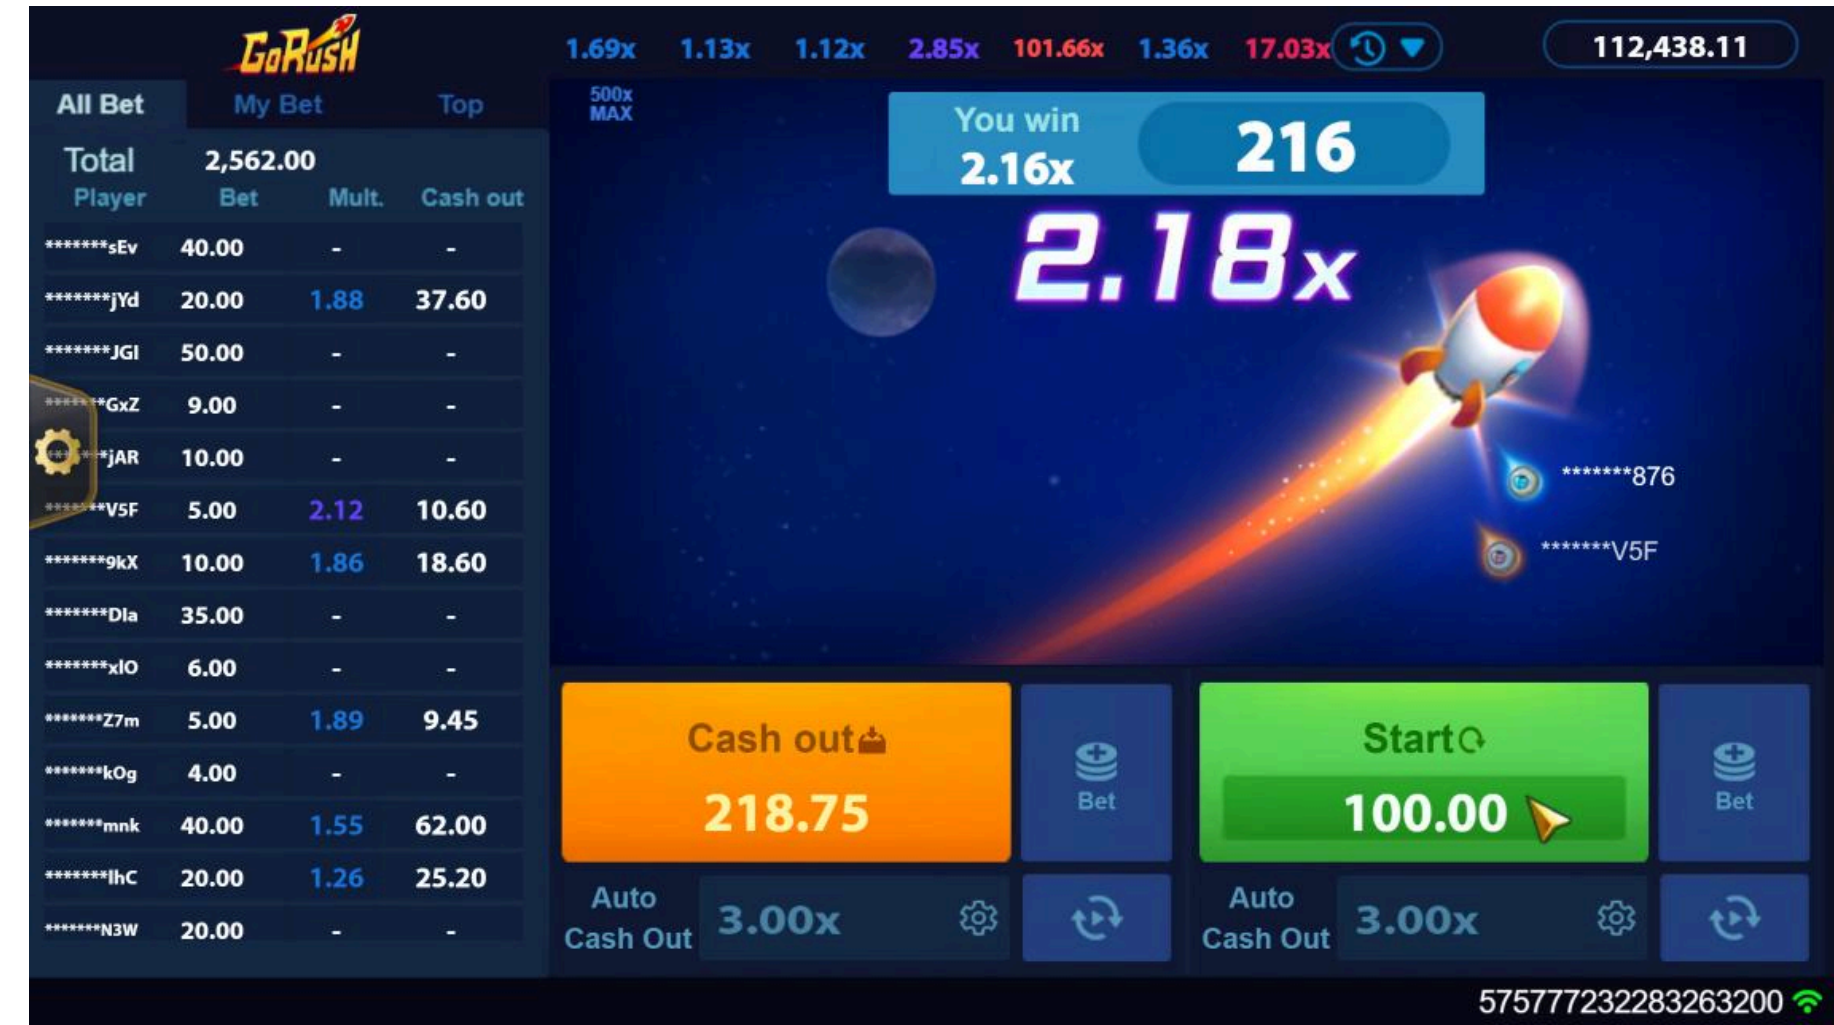 GoRush
1.69x 1.13x 1.12x 2.85x 101.66x 1.36x 17.03x
112,438.11
All Bet My Bet Top
Total 2,562.00
Player Bet Mult. Cash out
*******sEv 40.00 - -
*******jYd 20.00 1.88 37.60
*******JGI 50.00 - -
*******GxZ 9.00 - -
*******jAR 10.00 - -
*******V5F 5.00 2.12 10.60
*******9kX 10.00 1.86 18.60
*******Dla 35.00 - -
*******xlO 6.00 - -
*******Z7m 5.00 1.89 9.45
*******kOg 4.00 - -
*******mnk 40.00 1.55 62.00
*******lhC 20.00 1.26 25.20
*******N3W 20.00 - -
500x
MAX
You win
2.16x
216
2.18x
*******876
*******V5F
Cash out
218.75
Bet
Start
100.00
Bet
Auto
Cash Out
3.00x
Auto
Cash Out
3.00x
575777232283263200